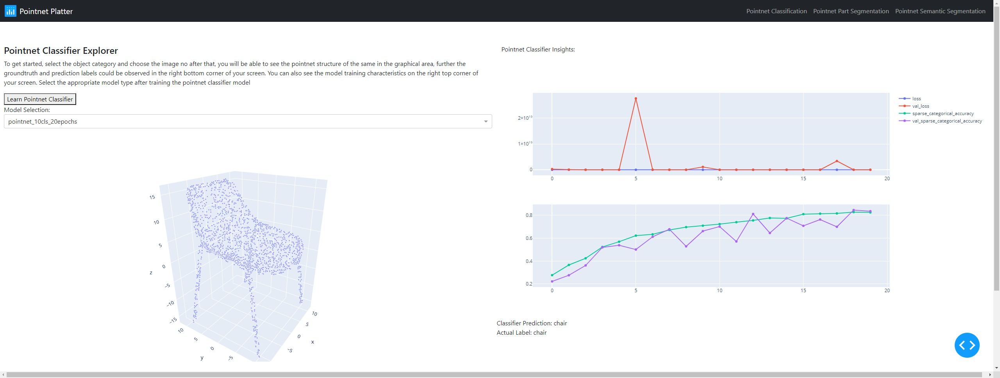 Pointnet Platter
Pointnet Classification Pointnet Part Segmentation Pointnet Semantic Segmentation
Pointnet Classifier Explorer
To get started, select the object category and choose the image no after that, you will be able to see the pointnet structure of the same in the graphical area, further the
groundtruth and prediction labels could be observed in the right bottom corner of your screen. You can also see the model training characteristics on the right top corner of
your screen. Select the appropriate model type after training the pointnet classifier model
Learn Pointnet Classifier
Model Selection:
pointnet_10cls_20epochs
15
10
5
0
z
−5
−10
−15
10
5
0
−5
y
10
5
0
−5
x
Pointnet Classifier Insights:
2×10¹⁹
1×10¹⁹
0
0 5 10 15 20
loss
val_loss
sparse_categorical_accuracy
val_sparse_categorical_accuracy
0.8
0.6
0.4
0.2
0 5 10 15 20
Classifier Prediction: chair
Actual Label: chair